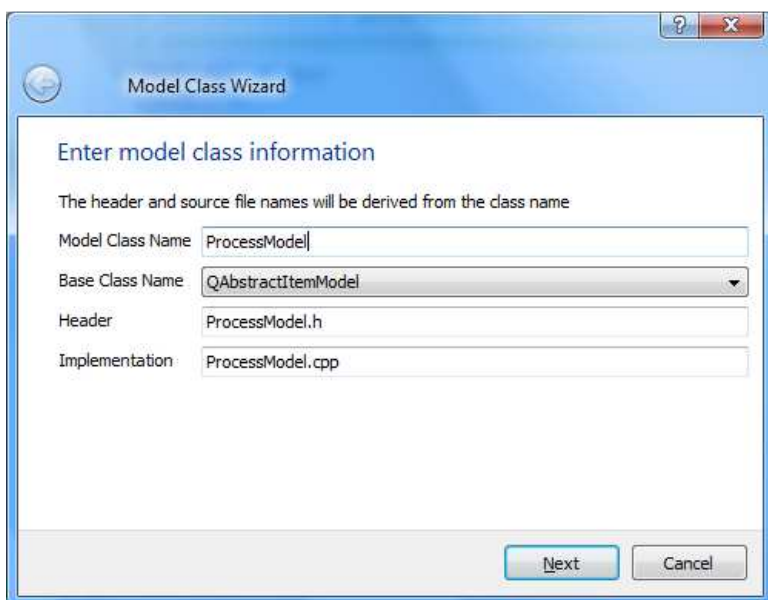 Model Class Wizard
Enter model class information
The header and source file names will be derived from the class name
Model Class Name ProcessModel
Base Class Name QAbstractItemModel
Header ProcessModel.h
Implementation ProcessModel.cpp
Next Cancel